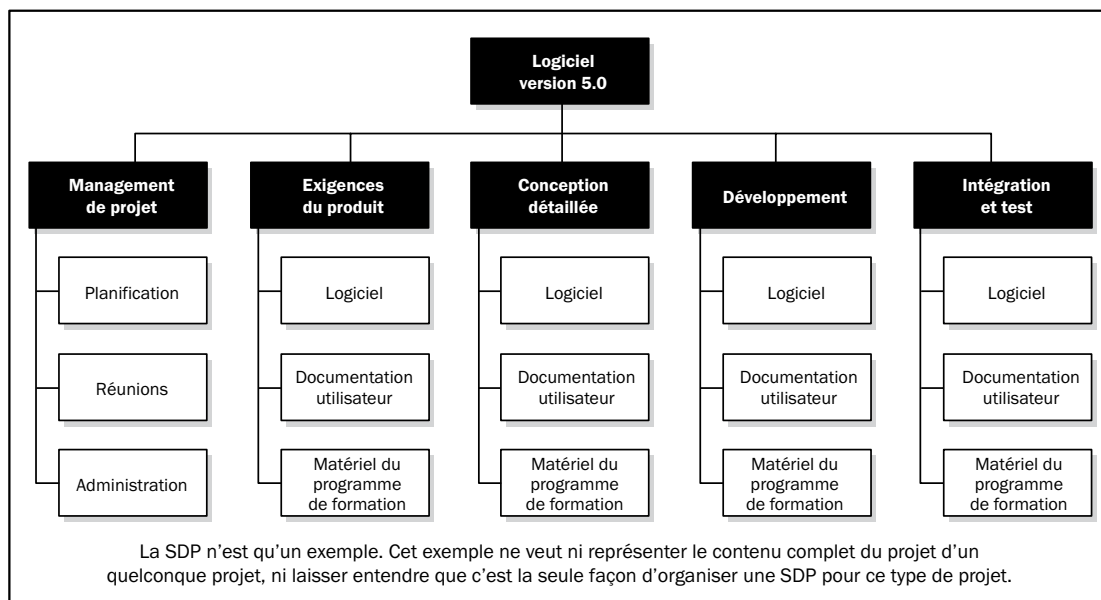 Logiciel
version 5.0
Management
de projet
Exigences
du produit
Conception
détaillée
Développement
Intégration
et test
Planification
Logiciel
Logiciel
Logiciel
Logiciel
Réunions
Documentation
utilisateur
Documentation
utilisateur
Documentation
utilisateur
Documentation
utilisateur
Administration
Matériel du
programme
de formation
Matériel du
programme
de formation
Matériel du
programme
de formation
Matériel du
programme
de formation
La SDP n’est qu’un exemple. Cet exemple ne veut ni représenter le contenu complet du projet d’un
quelconque projet, ni laisser entendre que c’est la seule façon d’organiser une SDP pour ce type de projet.